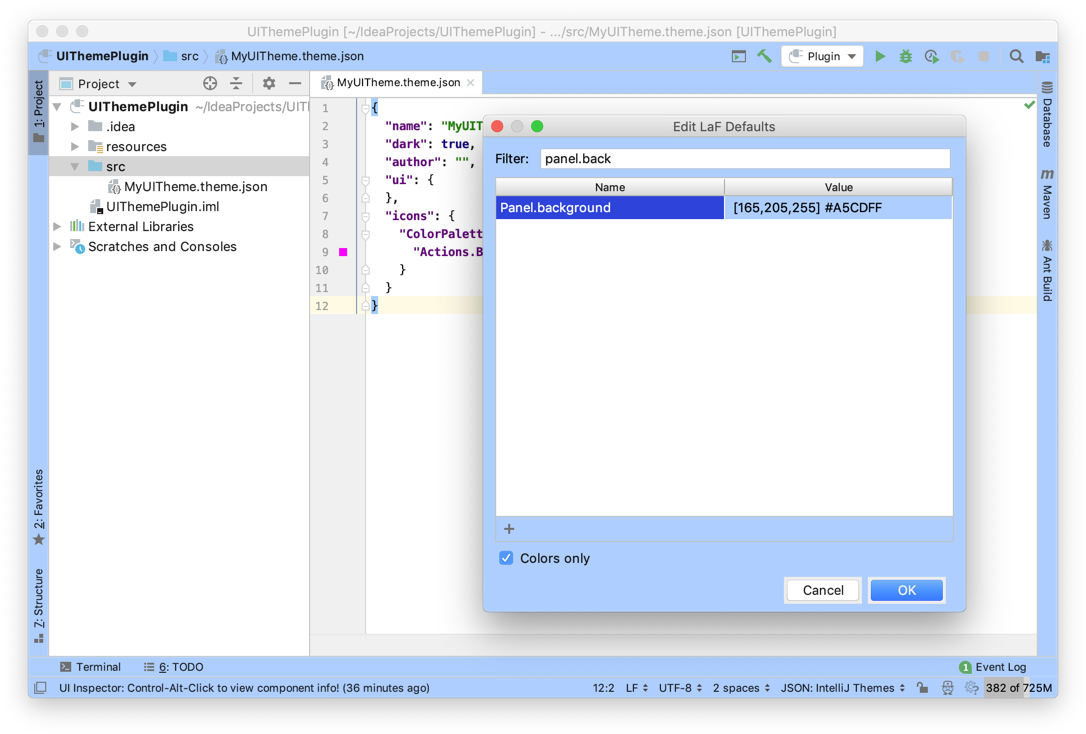 UIThemePlugin [~/IdeaProjects/UIThemePlugin] - .../src/MyUITheme.theme.json [UIThemePlugin]
UIThemePlugin src MyUITheme.theme.json Plugin
1: Project
2: Favorites
Z: Structure
Project
UIThemePlugin ~/IdeaProjects/UIT
.idea
resources
src
MyUITheme.theme.json
UIThemePlugin.iml
External Libraries
Scratches and Consoles
MyUITheme.theme.json
1 {
2 "name": "MyUIT
3 "dark": true,
4 "author": "",
5 "ui": {
6 },
7 "icons": {
8 "ColorPalett
9 "Actions.B
10 }
11 }
12 }
Edit LaF Defaults
Filter: panel.back
Name Value
Panel.background [165,205,255] #A5CDFF
+
Colors only
Cancel OK
Database
m Maven
Ant Build
Terminal 6: TODO 1 Event Log
UI Inspector: Control-Alt-Click to view component info! (36 minutes ago) 12:2 LF UTF-8 2 spaces JSON: IntelliJ Themes 382 of 725M